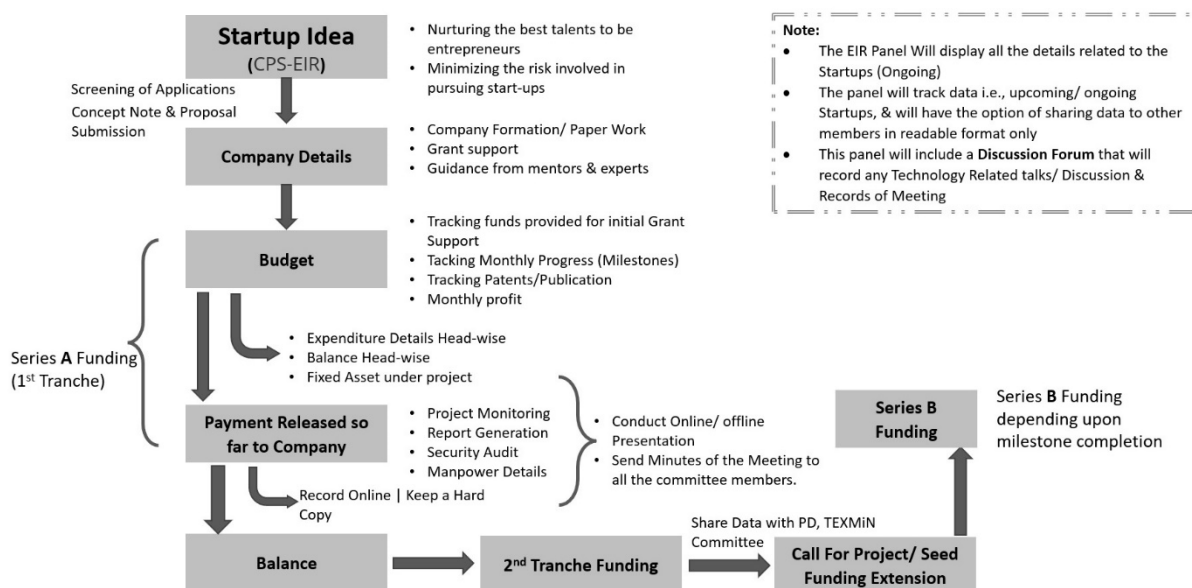 Startup Idea
(CPS-EIR)
• Nurturing the best talents to be
entrepreneurs
• Minimizing the risk involved in
pursuing start-ups
Note:
• The EIR Panel Will display all the details related to the
Startups (Ongoing)
• The panel will track data i.e., upcoming/ ongoing
Startups, & will have the option of sharing data to other
members in readable format only
• This panel will include a Discussion Forum that will
record any Technology Related talks/ Discussion &
Records of Meeting
Screening of Applications
Concept Note & Proposal
Submission
Company Details
• Company Formation/ Paper Work
• Grant support
• Guidance from mentors & experts
Budget
• Tracking funds provided for initial Grant
Support
• Tacking Monthly Progress (Milestones)
• Tracking Patents/Publication
• Monthly profit
Series A Funding
(1st Tranche)
• Expenditure Details Head-wise
• Balance Head-wise
• Fixed Asset under project
Payment Released so
far to Company
• Project Monitoring
• Report Generation
• Security Audit
• Manpower Details
• Conduct Online/ offline
Presentation
• Send Minutes of the Meeting to
all the committee members.
Series B
Funding
Series B Funding
depending upon
milestone completion
Record Online | Keep a Hard
Copy
Balance
2nd Tranche Funding
Share Data with PD, TEXMiN
Committee
Call For Project/ Seed
Funding Extension